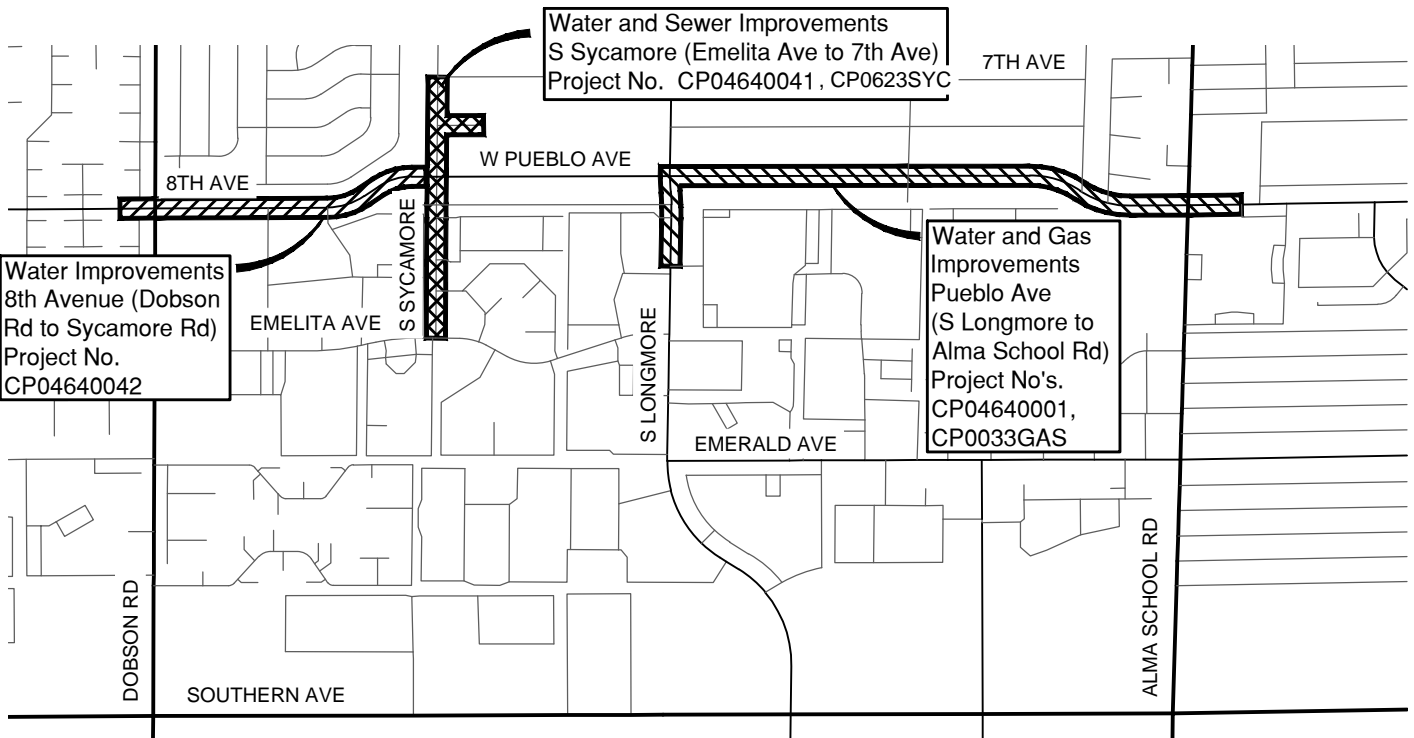 Water and Sewer Improvements
S Sycamore (Emelita Ave to 7th Ave)
Project No. CP04640041, CP0623SYC
7TH AVE
W PUEBLO AVE
8TH AVE
S SYCAMORE
Water Improvements
8th Avenue (Dobson
Rd to Sycamore Rd)
Project No.
CP04640042
EMELITA AVE
Water and Gas
Improvements
Pueblo Ave
(S Longmore to
Alma School Rd)
Project No's.
CP04640001,
CP0033GAS
S LONGMORE
EMERALD AVE
DOBSON RD
ALMA SCHOOL RD
SOUTHERN AVE